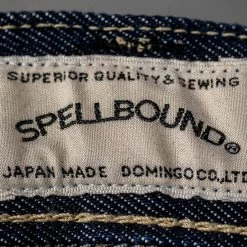 SUPERIOR QUALITY & SEWING
SPELLBOUND®
JAPAN MADE DOMINGO CO., LTD